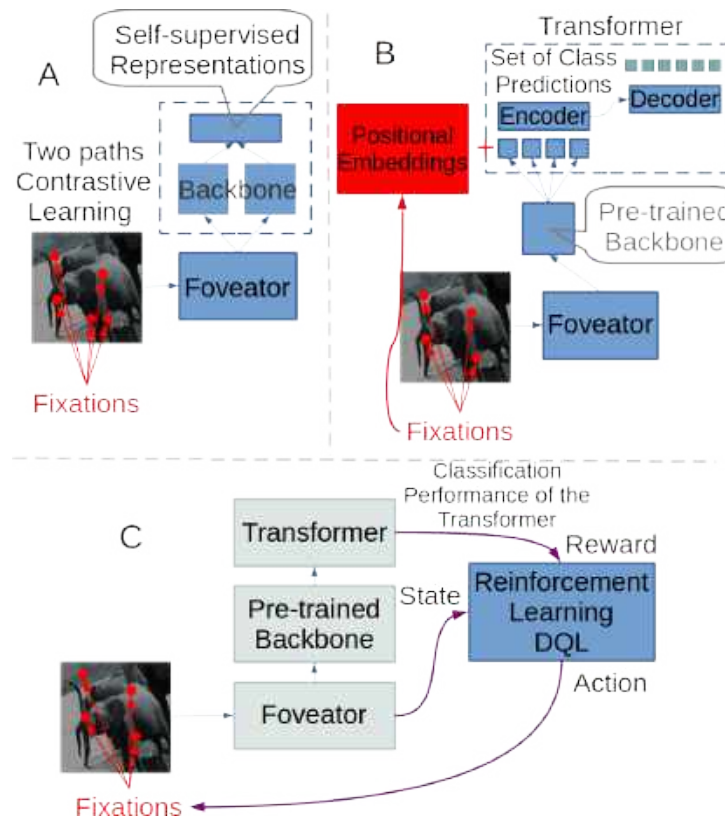 A
Self-supervised
Representations
Two paths
Contrastive
Learning
Backbone
Foveator
Fixations
B
Transformer
Set of Class
Predictions
Encoder
Decoder
Positional
Embeddings
+
Pre-trained
Backbone
Foveator
Fixations
C
Classification
Performance of the
Transformer
Transformer
Reward
Pre-trained
Backbone
State
Reinforcement
Learning
DQL
Foveator
Action
Fixations